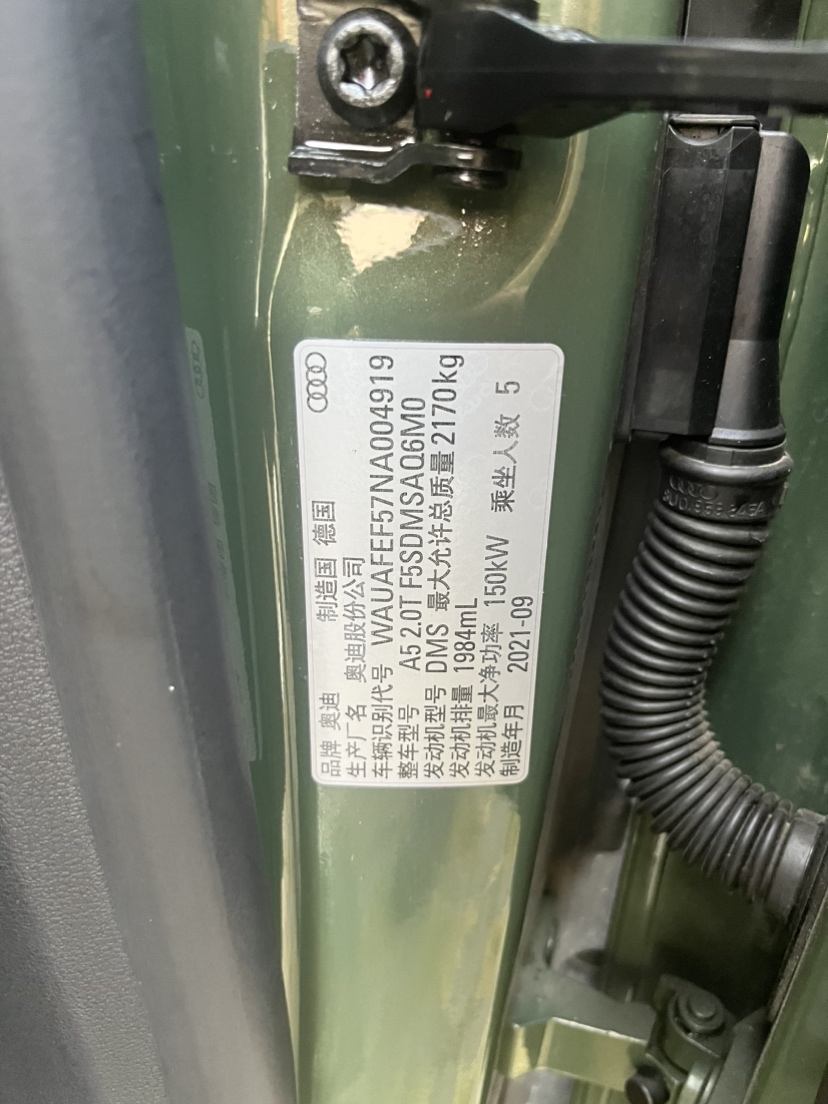 品牌 奥迪 制造国 德国
生产厂名 奥迪股份公司
车辆识别代号 WAUAFEF57NA004919
整车型号 A5 2.0T F5SDMSAQ6M0
发动机型号 DMS 最大允许总质量 2170kg
发动机排量 1984mL
发动机最大净功率 150kW 乘坐人数 5
制造年月 2021-09